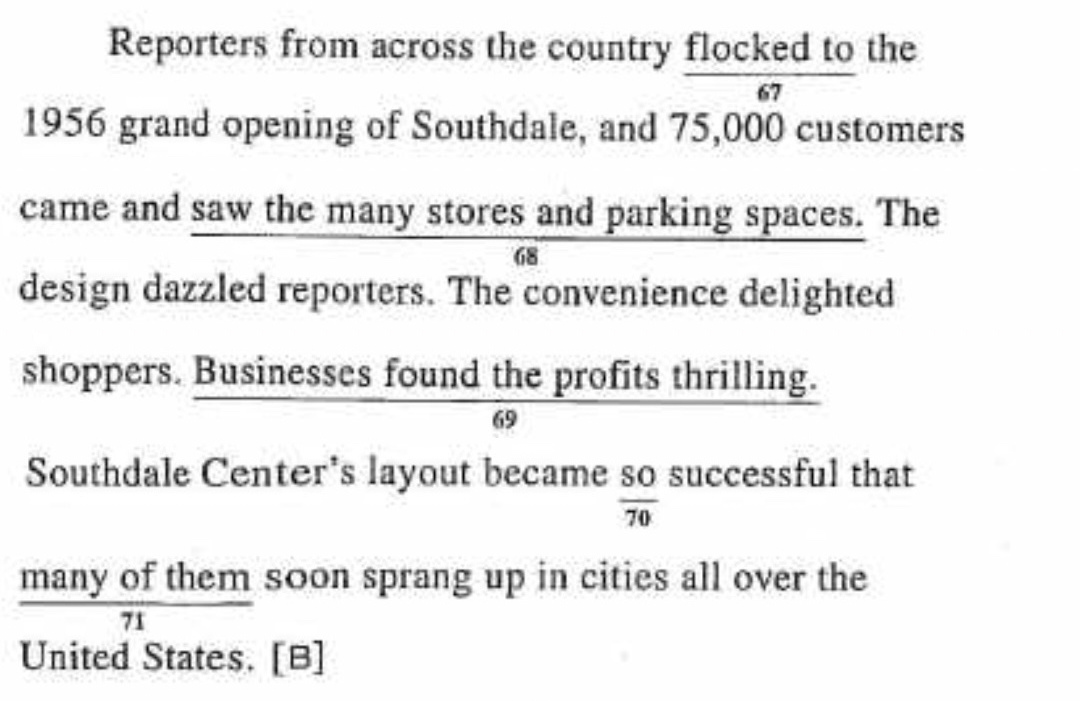 Reporters from across the country flocked to the
67
1956 grand opening of Southdale, and 75,000 customers
came and saw the many stores and parking spaces. The
68
design dazzled reporters. The convenience delighted
shoppers. Businesses found the profits thrilling.
69
Southdale Center's layout became so successful that
70
many of them soon sprang up in cities all over the
71
United States. [B]